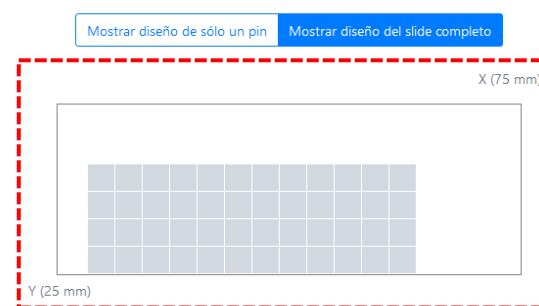 Mostrar diseño de sólo un pin
Mostrar diseño del slide completo
X (75 mm)
Y (25 mm)